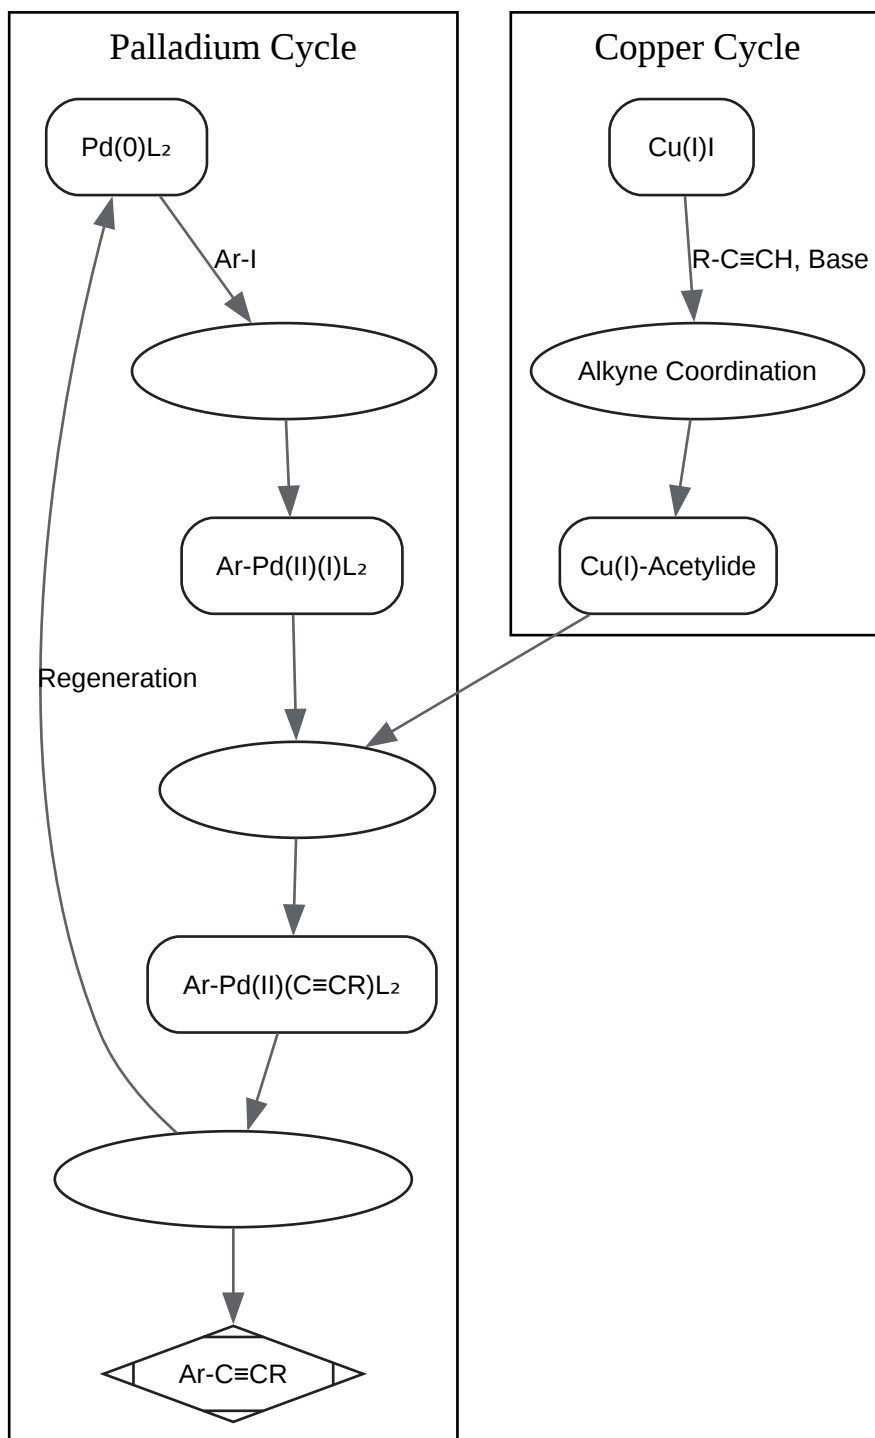 Palladium Cycle
Copper Cycle
Pd(0)L₂
Cu(I)I
Ar-I
R-C≡CH, Base
Alkyne Coordination
Ar-Pd(II)(I)L₂
Cu(I)-Acetylide
Regeneration
Ar-Pd(II)(C≡CR)L₂
Ar-C≡CR